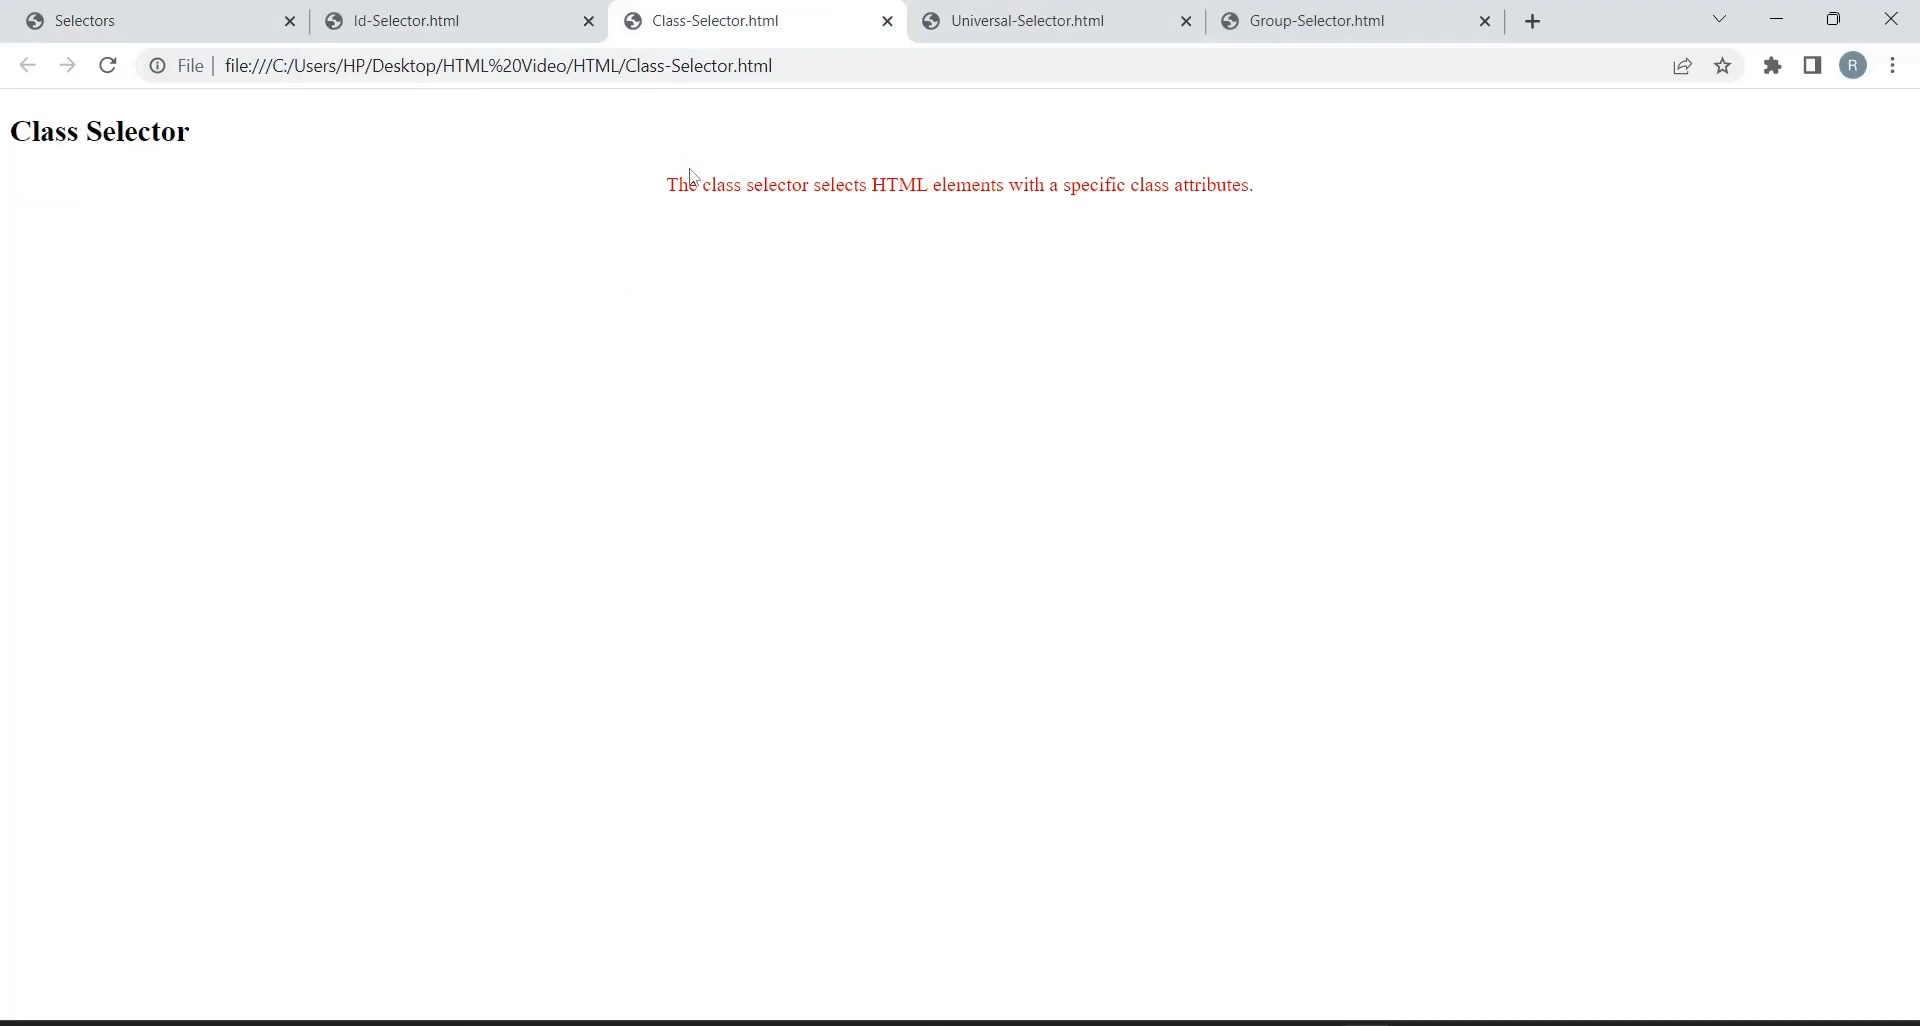 Selectors
Id-Selector.html
Class-Selector.html
Universal-Selector.html
Group-Selector.html
File
file:///C:/Users/HP/Desktop/HTML%20Video/HTML/Class-Selector.html
R
Class Selector
The class selector selects HTML elements with a specific class attributes.